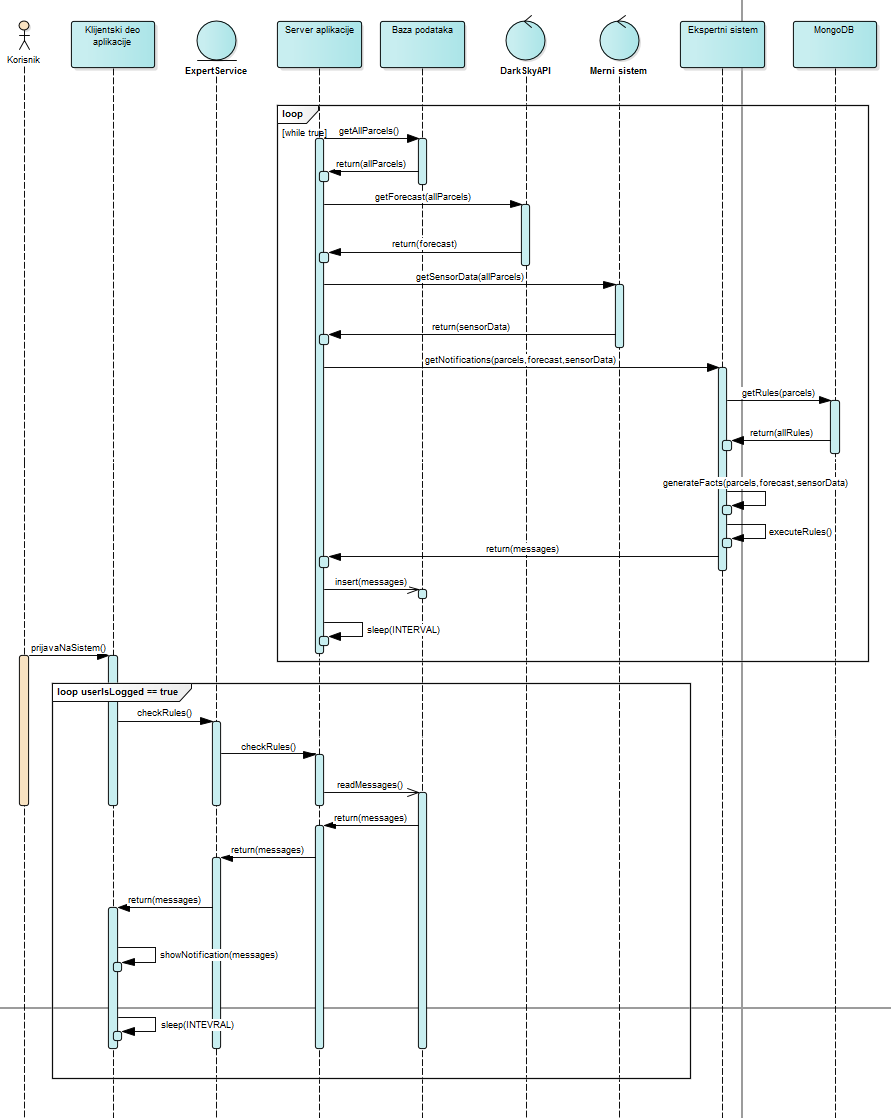 Korisnik
Klijentski deo
aplikacije
ExpertService
Server aplikacije
Baza podataka
DarkSkyAPI
Merni sistem
Ekspertni sistem
MongoDB
loop
[while true]
getAllParcels()
return(allParcels)
getForecast(allParcels)
return(forecast)
getSensorData(allParcels)
return(sensorData)
getNotifications(parcels,forecast,sensorData)
getRules(parcels)
return(allRules)
generateFacts(parcels,forecast,sensorData)
executeRules()
return(messages)
insert(messages)
sleep(INTERVAL)
prijavaNaSistem()
loop userIsLogged == true
checkRules()
checkRules()
readMessages()
return(messages)
return(messages)
return(messages)
showNotification(messages)
sleep(INTEVRAL)